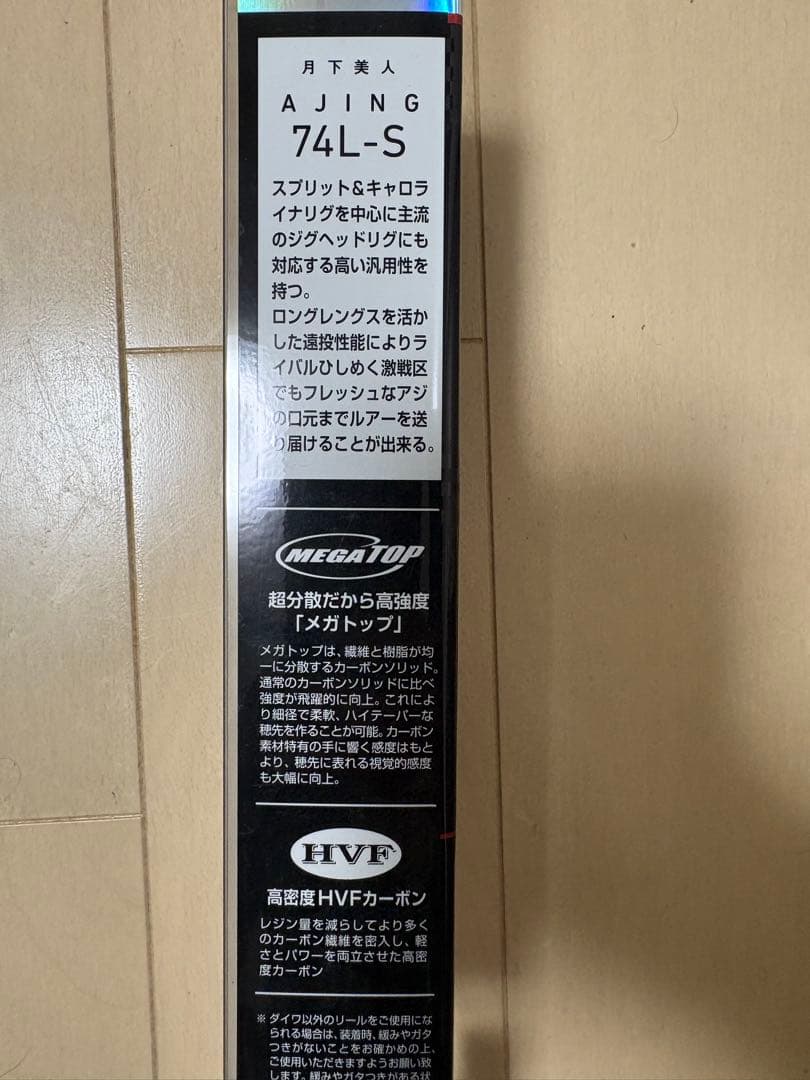 月下美人
AJING
74L-S
スプリット&キャロラ
イナリグを中心に主流
のジグヘッドリグにも
対応する高い汎用性を
持つ。
ロングレングスを活か
した遠投性能によりラ
イバルひしめく激戦区
でもフレッシュなアジ
の口元までルアーを送
り届けることが出来る。
MEGATOP
超分散だから高強度
「メガトップ」
メガトップは、繊維と樹脂が均
一に分散するカーボンソリッド。
通常のカーボンソリッドに比べ
強度が飛躍的に向上。これによ
り細径で柔軟、ハイテーパーな
穂先を作ることが可能。カーボン
素材特有の手に響く感度はもと
より、穂先に表れる視覚的感度
も大幅に向上。
HVF
高密度HVFカーボン
レジン量を減らしてより多く
のカーボン繊維を密入し、軽
さとパワーを両立させた高密
度カーボン
※ダイワ以外のリールをご使用にな
られる場合は、装着時、緩みやガタ
つきがないことをお確かめの上、
ご使用いただきますようお願い致
します。緩みやガタつきがある状